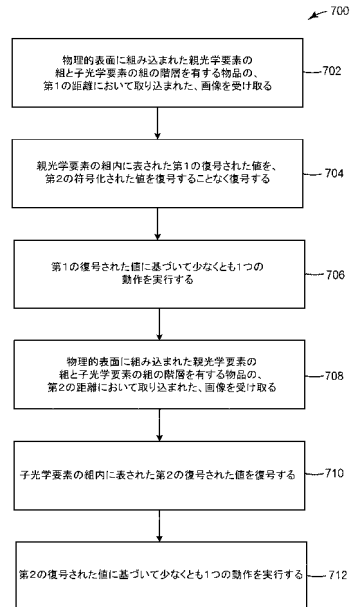 700
物理的表面に組み込まれた親光学要素の
組と子光学要素の組の階層を有する物品の、
第1の距離において取り込まれた、画像を受け取る
702
親光学要素の組内に表された第1の復号された値を、
第2の符号化された値を復号することなく復号する
704
第1の復号された値に基づいて少なくとも1つの
動作を実行する
706
物理的表面に組み込まれた親光学要素の
組と子光学要素の組の階層を有する物品の、
第2の距離において取り込まれた、画像を受け取る
708
子光学要素の組内に表された第2の復号された値を復号する
710
第2の復号された値に基づいて少なくとも1つの動作を実行する
712